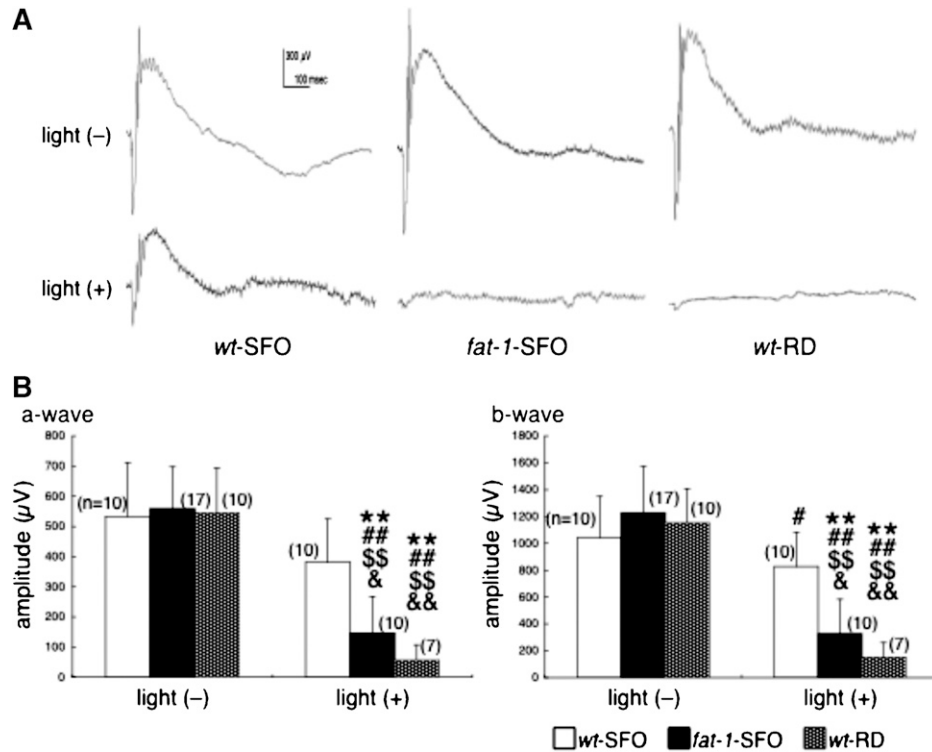 A
300 µV
100 msec
light (–)
light (+)
wt-SFO
fat-1-SFO
wt-RD
B
a-wave
amplitude (µV)
800
700
600
500
400
300
200
100
0
(n=10)
(17)
(10)
(10)
**
##
$$
&
(10)
**
##
$$
&&
(7)
light (–)
light (+)
b-wave
amplitude (µV)
1800
1600
1400
1200
1000
800
600
400
200
0
(n=10)
(17)
(10)
#
(10)
**
##
$$
&
(10)
**
##
$$
&&
(7)
light (–)
light (+)
wt-SFO
fat-1-SFO
wt-RD